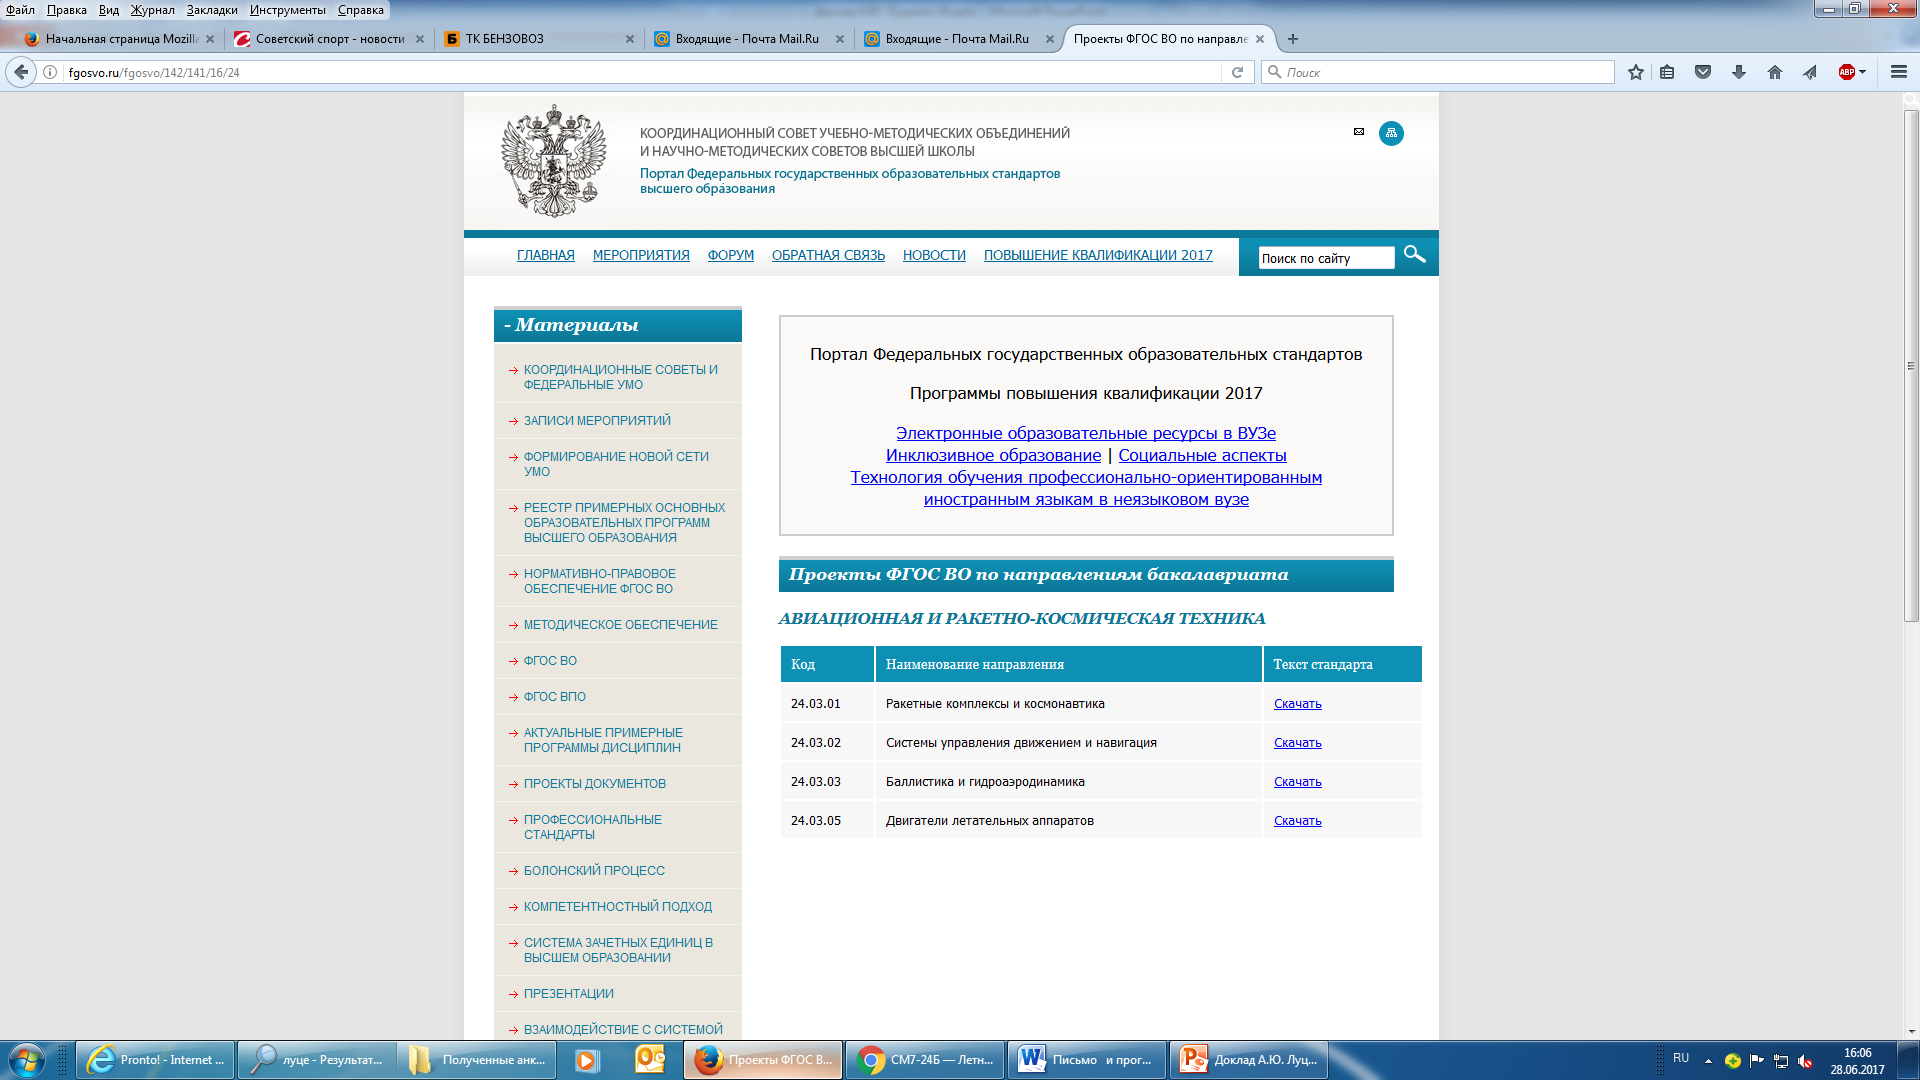 Файл Правка Вид Журнал Закладки Инструменты Справка
Начальная страница Mozilla
Советский спорт - новости
ТК БЕНЗОВОЗ
Входящие - Почта Mail.Ru
Входящие - Почта Mail.Ru
Проекты ФГОС ВО по направле
fgosvo.ru/fgosvo/142/141/16/24
Поиск
ABP
КООРДИНАЦИОННЫЙ СОВЕТ УЧЕБНО-МЕТОДИЧЕСКИХ ОБЪЕДИНЕНИЙ
И НАУЧНО-МЕТОДИЧЕСКИХ СОВЕТОВ ВЫСШЕЙ ШКОЛЫ
Портал Федеральных государственных образовательных стандартов
высшего образования
ГЛАВНАЯ МЕРОПРИЯТИЯ ФОРУМ ОБРАТНАЯ СВЯЗЬ НОВОСТИ ПОВЫШЕНИЕ КВАЛИФИКАЦИИ 2017
Поиск по сайту
- Материалы
КООРДИНАЦИОННЫЕ СОВЕТЫ И
ФЕДЕРАЛЬНЫЕ УМО
ЗАПИСИ МЕРОПРИЯТИЙ
ФОРМИРОВАНИЕ НОВОЙ СЕТИ
УМО
РЕЕСТР ПРИМЕРНЫХ ОСНОВНЫХ
ОБРАЗОВАТЕЛЬНЫХ ПРОГРАММ
ВЫСШЕГО ОБРАЗОВАНИЯ
НОРМАТИВНО-ПРАВОВОЕ
ОБЕСПЕЧЕНИЕ ФГОС ВО
МЕТОДИЧЕСКОЕ ОБЕСПЕЧЕНИЕ
ФГОС ВО
ФГОС ВПО
АКТУАЛЬНЫЕ ПРИМЕРНЫЕ
ПРОГРАММЫ ДИСЦИПЛИН
ПРОЕКТЫ ДОКУМЕНТОВ
ПРОФЕССИОНАЛЬНЫЕ
СТАНДАРТЫ
БОЛОНСКИЙ ПРОЦЕСС
КОМПЕТЕНТНОСТНЫЙ ПОДХОД
СИСТЕМА ЗАЧЕТНЫХ ЕДИНИЦ В
ВЫСШЕМ ОБРАЗОВАНИИ
ПРЕЗЕНТАЦИИ
ВЗАИМОДЕЙСТВИЕ С СИСТЕМОЙ
Портал Федеральных государственных образовательных стандартов
Программы повышения квалификации 2017
Электронные образовательные ресурсы в ВУЗе
Инклюзивное образование | Социальные аспекты
Технология обучения профессионально-ориентированным
иностранным языкам в неязыковом вузе
Проекты ФГОС ВО по направлениям бакалавриата
АВИАЦИОННАЯ И РАКЕТНО-КОСМИЧЕСКАЯ ТЕХНИКА
Код Наименование направления Текст стандарта
24.03.01 Ракетные комплексы и космонавтика Скачать
24.03.02 Системы управления движением и навигация Скачать
24.03.03 Баллистика и гидроаэродинамика Скачать
24.03.05 Двигатели летательных аппаратов Скачать
Pronto! - Internet ...
луце - Результат...
Полученные анк...
Проекты ФГОС В...
СМ7-24Б — Летн...
Письмо и прог...
Доклад А.Ю. Луц...
RU
16:06
28.06.2017